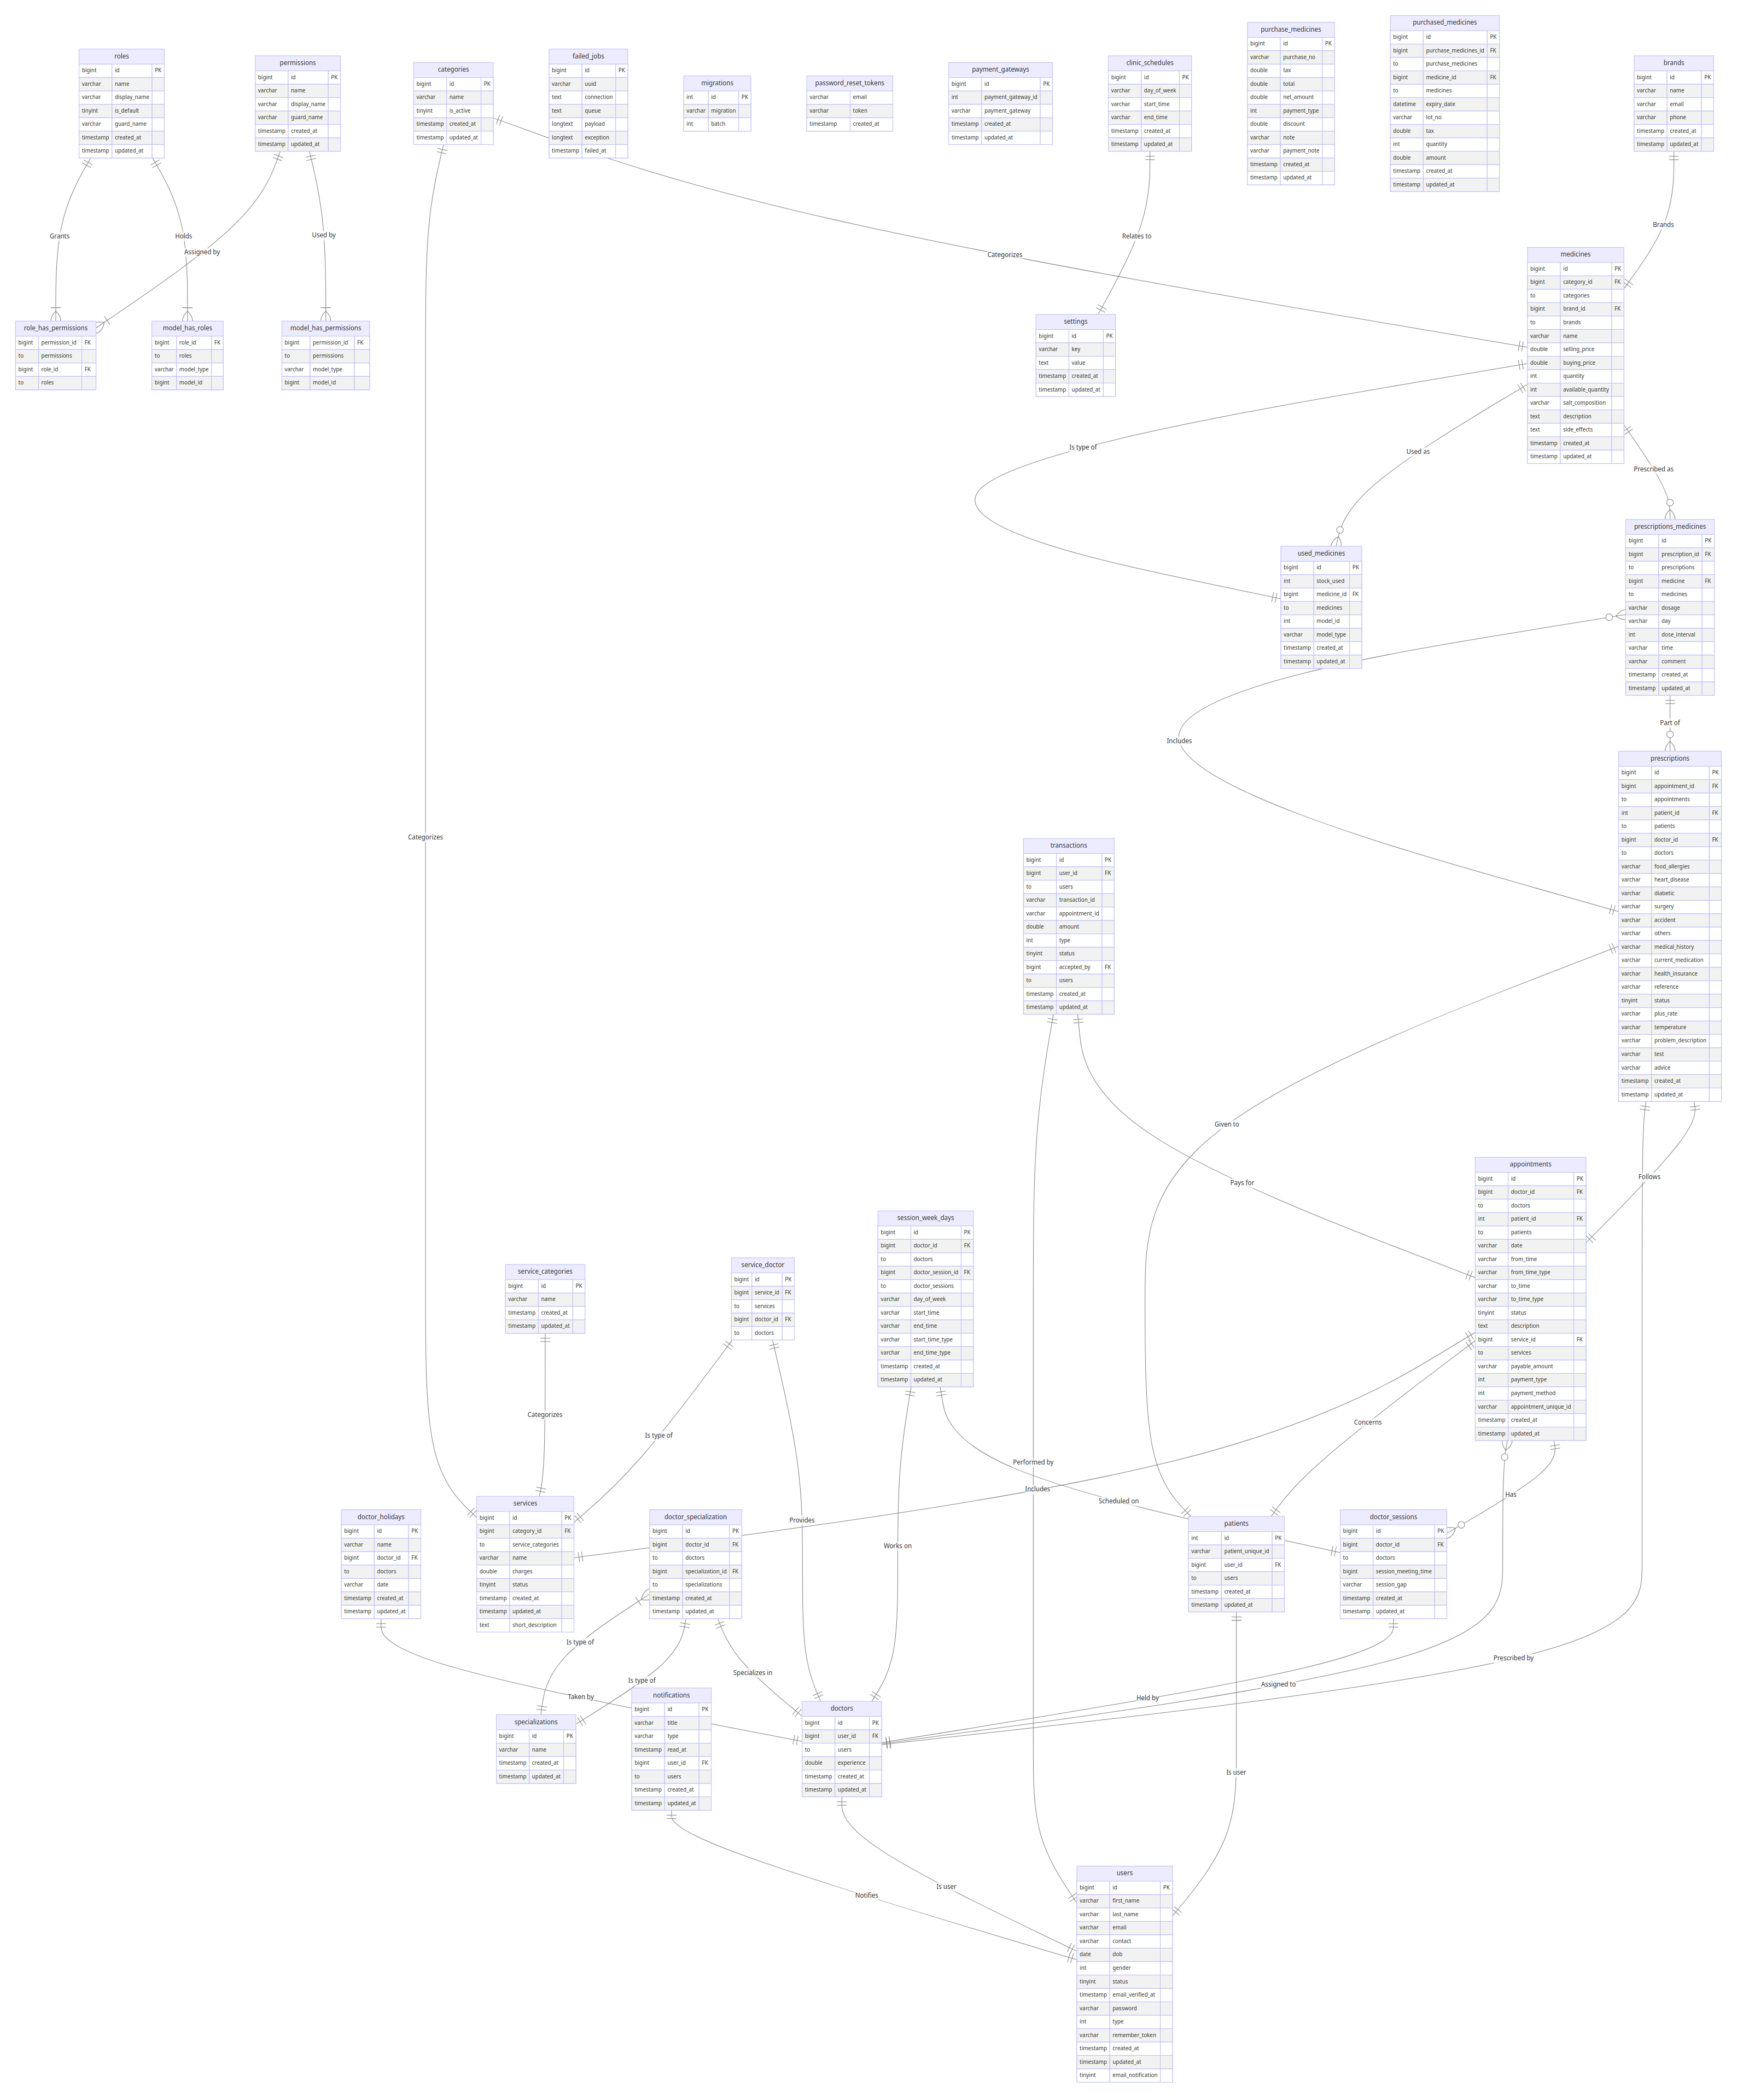 roles
bigint id PK
varchar name
varchar display_name
tinyint is_default
varchar guard_name
timestamp created_at
timestamp updated_at
permissions
bigint id PK
varchar name
varchar display_name
varchar guard_name
timestamp created_at
timestamp updated_at
categories
bigint id PK
varchar name
tinyint is_active
timestamp created_at
timestamp updated_at
failed_jobs
bigint id PK
varchar uuid
text connection
text queue
longtext payload
longtext exception
timestamp failed_at
migrations
int id PK
varchar migration
int batch
password_reset_tokens
varchar email
varchar token
timestamp created_at
payment_gateways
bigint id PK
int payment_gateway_id
varchar payment_gateway
timestamp created_at
timestamp updated_at
clinic_schedules
bigint id PK
varchar day_of_week
varchar start_time
varchar end_time
timestamp created_at
timestamp updated_at
purchase_medicines
bigint id PK
varchar purchase_no
double tax
double total
double net_amount
int payment_type
double discount
varchar note
varchar payment_note
timestamp created_at
timestamp updated_at
purchased_medicines
bigint id PK
bigint purchase_medicines_id FK
to purchase_medicines
bigint medicine_id FK
to medicines
datetime expiry_date
varchar lot_no
double tax
int quantity
double amount
timestamp created_at
timestamp updated_at
brands
bigint id PK
varchar name
varchar email
varchar phone
timestamp created_at
timestamp updated_at
Grants
Holds
Assigned by
Used by
Categorizes
Relates to
Brands
role_has_permissions
bigint permission_id FK
to permissions
bigint role_id FK
to roles
model_has_roles
bigint role_id FK
to roles
varchar model_type
bigint model_id
model_has_permissions
bigint permission_id FK
to permissions
varchar model_type
bigint model_id
settings
bigint id PK
varchar key
text value
timestamp created_at
timestamp updated_at
medicines
bigint id PK
bigint category_id FK
to categories
bigint brand_id FK
to brands
varchar name
double selling_price
double buying_price
int quantity
int available_quantity
varchar salt_composition
text description
text side_effects
timestamp created_at
timestamp updated_at
Is type of
Used as
Prescribed as
used_medicines
bigint id PK
int stock_used
bigint medicine_id FK
to medicines
int model_id
varchar model_type
timestamp created_at
timestamp updated_at
prescriptions_medicines
bigint id PK
bigint prescription_id FK
to prescriptions
bigint medicine FK
to medicines
varchar dosage
varchar day
int dose_interval
varchar time
varchar comment
timestamp created_at
timestamp updated_at
Part of
Includes
Categorizes
prescriptions
bigint id PK
bigint appointment_id FK
to appointments
int patient_id FK
to patients
bigint doctor_id FK
to doctors
varchar food_allergies
varchar heart_disease
varchar diabetic
varchar surgery
varchar accident
varchar others
varchar medical_history
varchar current_medication
varchar health_insurance
varchar reference
tinyint status
varchar plus_rate
varchar temperature
varchar problem_description
varchar test
varchar advice
timestamp created_at
timestamp updated_at
transactions
bigint id PK
bigint user_id FK
to users
varchar transaction_id
varchar appointment_id
double amount
int type
tinyint status
bigint accepted_by FK
to users
timestamp created_at
timestamp updated_at
Given to
Pays for
Follows
appointments
bigint id PK
bigint doctor_id FK
to doctors
int patient_id FK
to patients
varchar date
varchar from_time
varchar from_time_type
varchar to_time
varchar to_time_type
tinyint status
text description
bigint service_id FK
to services
varchar payable_amount
int payment_type
int payment_method
varchar appointment_unique_id
timestamp created_at
timestamp updated_at
session_week_days
bigint id PK
bigint doctor_id FK
to doctors
bigint doctor_session_id FK
to doctor_sessions
varchar day_of_week
varchar start_time
varchar end_time
varchar start_time_type
varchar end_time_type
timestamp created_at
timestamp updated_at
service_categories
bigint id PK
varchar name
timestamp created_at
timestamp updated_at
service_doctor
bigint id PK
bigint service_id FK
to services
bigint doctor_id FK
to doctors
Categorizes
Is type of
Concerns
Performed by
Includes
Scheduled on
Has
Provides
Works on
doctor_holidays
bigint id PK
varchar name
bigint doctor_id FK
to doctors
varchar date
timestamp created_at
timestamp updated_at
services
bigint id PK
bigint category_id FK
to service_categories
varchar name
double charges
tinyint status
timestamp created_at
timestamp updated_at
text short_description
doctor_specialization
bigint id PK
bigint doctor_id FK
to doctors
bigint specialization_id FK
to specializations
timestamp created_at
timestamp updated_at
patients
int id PK
varchar patient_unique_id
bigint user_id FK
to users
timestamp created_at
timestamp updated_at
doctor_sessions
bigint id PK
bigint doctor_id FK
to doctors
bigint session_meeting_time
varchar session_gap
timestamp created_at
timestamp updated_at
Is type of
Is type of
Specializes in
Taken by
Held by
Assigned to
Prescribed by
specializations
bigint id PK
varchar name
timestamp created_at
timestamp updated_at
notifications
bigint id PK
varchar title
varchar type
timestamp read_at
bigint user_id FK
to users
timestamp created_at
timestamp updated_at
doctors
bigint id PK
bigint user_id FK
to users
double experience
timestamp created_at
timestamp updated_at
Is user
Is user
Notifies
users
bigint id PK
varchar first_name
varchar last_name
varchar email
varchar contact
date dob
int gender
tinyint status
timestamp email_verified_at
varchar password
int type
varchar remember_token
timestamp created_at
timestamp updated_at
tinyint email_notification